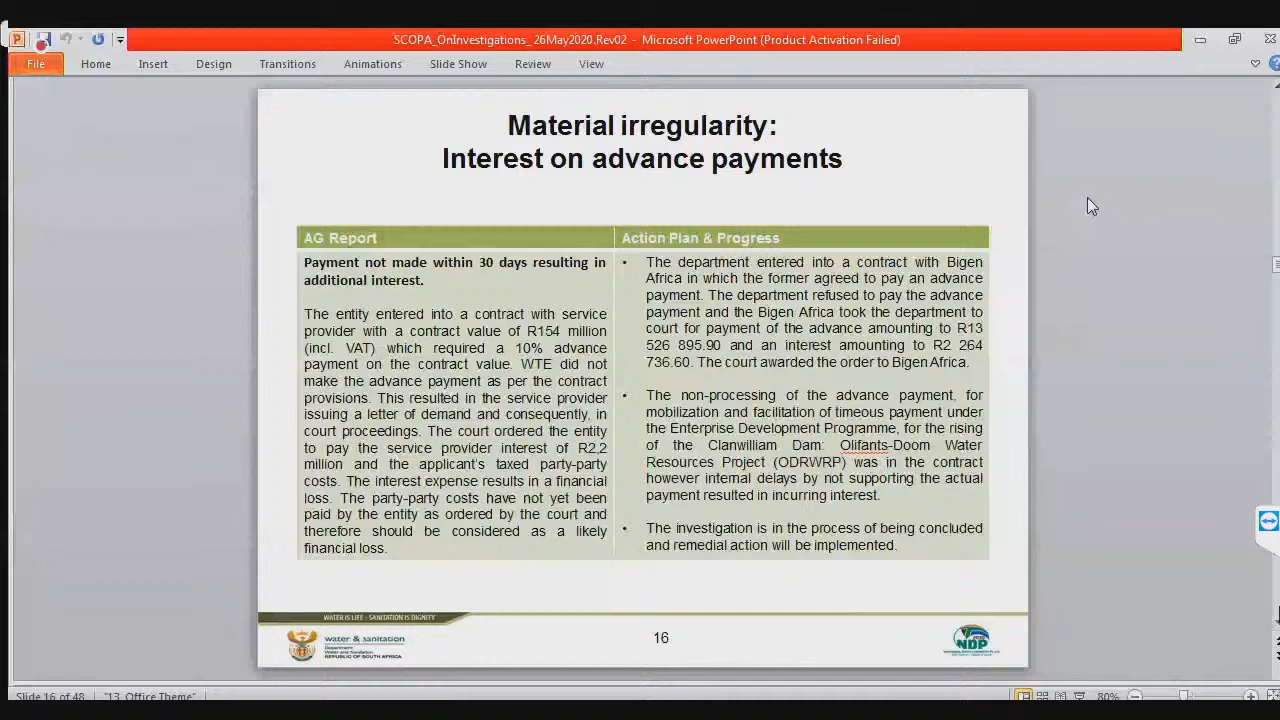 SCOPA_OnInvestigations_ 26May2020.Rev02 - Microsoft PowerPoint (Product Activation Failed)
File Home Insert Design Transitions Animations Slide Show Review View
Material irregularity:
Interest on advance payments
AG Report
Payment not made within 30 days resulting in
additional interest.
The entity entered into a contract with service
provider with a contract value of R154 million
(incl. VAT) which required a 10% advance
payment on the contract value. WTE did not
make the advance payment as per the contract
provisions. This resulted in the service provider
issuing a letter of demand and consequently, in
court proceedings. The court ordered the entity
to pay the service provider interest of R2,2
million and the applicant's taxed party-party
costs. The interest expense results in a financial
loss. The party-party costs have not yet been
paid by the entity as ordered by the court and
therefore should be considered as a likely
financial loss.
Action Plan & Progress
• The department entered into a contract with Bigen
Africa in which the former agreed to pay an advance
payment. The department refused to pay the advance
payment and the Bigen Africa took the department to
court for payment of the advance amounting to R13
526 895.90 and an interest amounting to R2 264
736.60. The court awarded the order to Bigen Africa.
• The non-processing of the advance payment, for
mobilization and facilitation of timeous payment under
the Enterprise Development Programme, for the rising
of the Clanwilliam Dam: Olifants-Doom Water
Resources Project (ODRWRP) was in the contract
however internal delays by not supporting the actual
payment resulted in incurring interest.
• The investigation is in the process of being concluded
and remedial action will be implemented.
WATER IS LIFE - SANITATION IS DIGNITY
water & sanitation
Department:
Water and Sanitation
REPUBLIC OF SOUTH AFRICA
16
NDP
Slide 16 of 48 "13_Office Theme" 80%